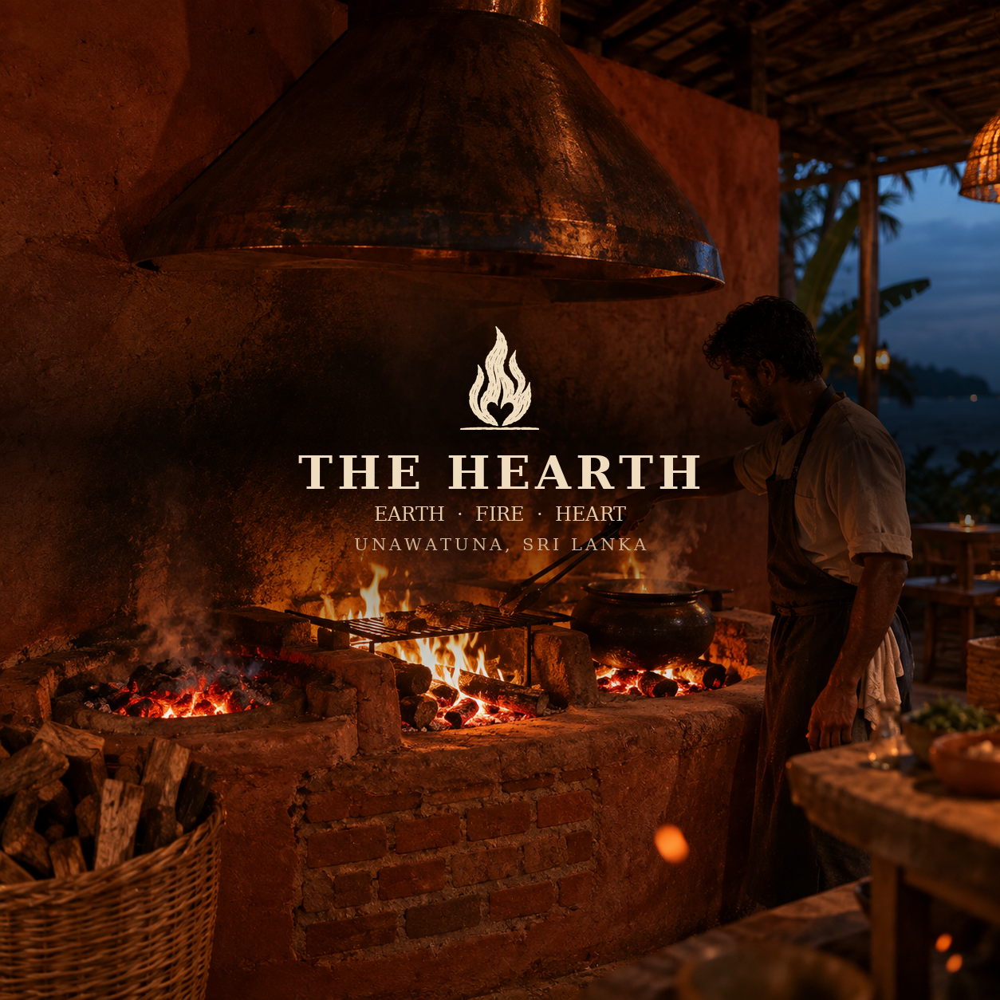 THE HEARTH
EARTH · FIRE · HEART
UNAWATUNA, SRI LANKA